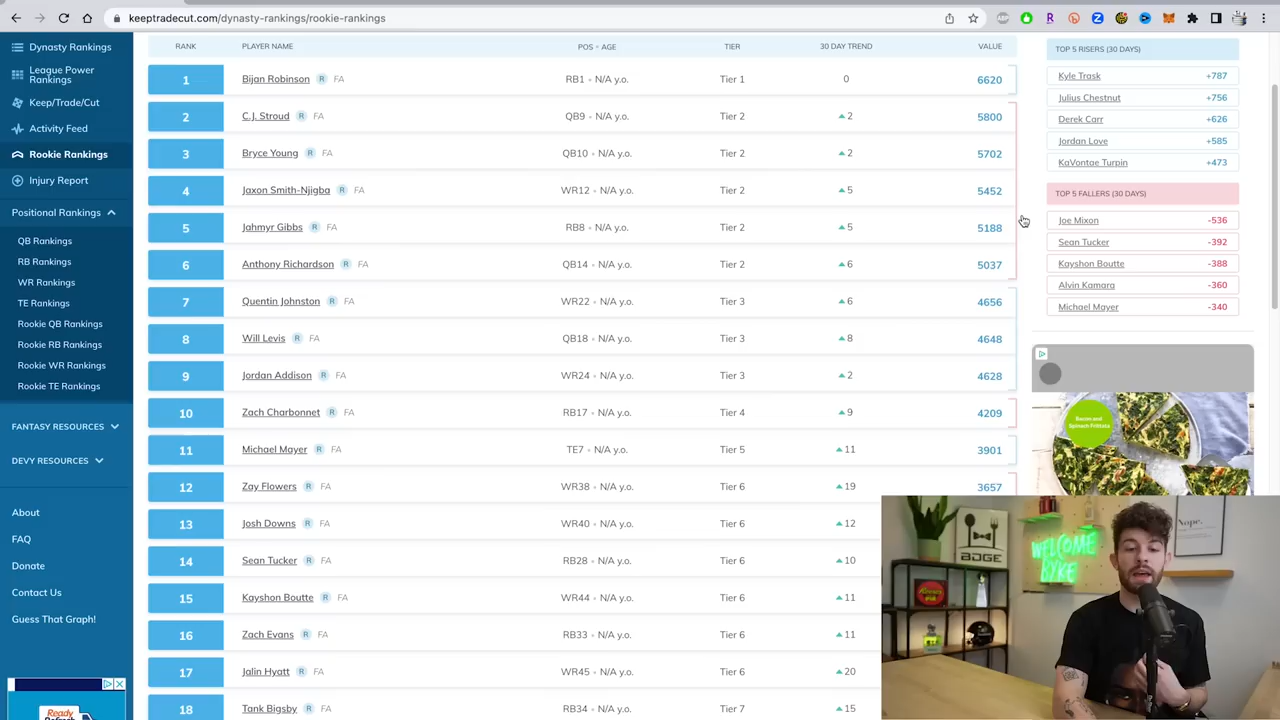 keeptradecut.com/dynasty-rankings/rookie-rankings
Dynasty Rankings
League Power
Rankings
Keep/Trade/Cut
Activity Feed
Rookie Rankings
Injury Report
Positional Rankings
QB Rankings
RB Rankings
WR Rankings
TE Rankings
Rookie QB Rankings
Rookie RB Rankings
Rookie WR Rankings
Rookie TE Rankings
FANTASY RESOURCES
DEVY RESOURCES
About
FAQ
Donate
Contact Us
Guess That Graph!
Ready
RANK PLAYER NAME POS • AGE TIER 30 DAY TREND VALUE
1 Bijan Robinson R FA RB1 • N/A y.o. Tier 1 0 6620
2 C.J. Stroud R FA QB9 • N/A y.o. Tier 2 2 5800
3 Bryce Young R FA QB10 • N/A y.o. Tier 2 2 5702
4 Jaxon Smith-Njigba R FA WR12 • N/A y.o. Tier 2 5 5452
5 Jahmyr Gibbs R FA RB8 • N/A y.o. Tier 2 5 5188
6 Anthony Richardson R FA QB14 • N/A y.o. Tier 2 6 5037
7 Quentin Johnston R FA WR22 • N/A y.o. Tier 3 6 4656
8 Will Levis R FA QB18 • N/A y.o. Tier 3 8 4648
9 Jordan Addison R FA WR24 • N/A y.o. Tier 3 2 4628
10 Zach Charbonnet R FA RB17 • N/A y.o. Tier 4 9 4209
11 Michael Mayer R FA TE7 • N/A y.o. Tier 5 11 3901
12 Zay Flowers R FA WR38 • N/A y.o. Tier 6 19 3657
13 Josh Downs R FA WR40 • N/A y.o. Tier 6 12
14 Sean Tucker R FA RB28 • N/A y.o. Tier 6 10
15 Kayshon Boutte R FA WR44 • N/A y.o. Tier 6 11
16 Zach Evans R FA RB33 • N/A y.o. Tier 6 11
17 Jalin Hyatt R FA WR45 • N/A y.o. Tier 6 20
18 Tank Bigsby R FA RB34 • N/A y.o. Tier 7 15
TOP 5 RISERS (30 DAYS)
Kyle Trask +787
Julius Chestnut +756
Derek Carr +626
Jordan Love +585
KaVontae Turpin +473
TOP 5 FALLERS (30 DAYS)
Joe Mixon -536
Sean Tucker -392
Kayshon Boutte -388
Alvin Kamara -360
Michael Mayer -340
Bacon and
Spinach Frittata
WELCOME
BYKE
BDGE
Nope.